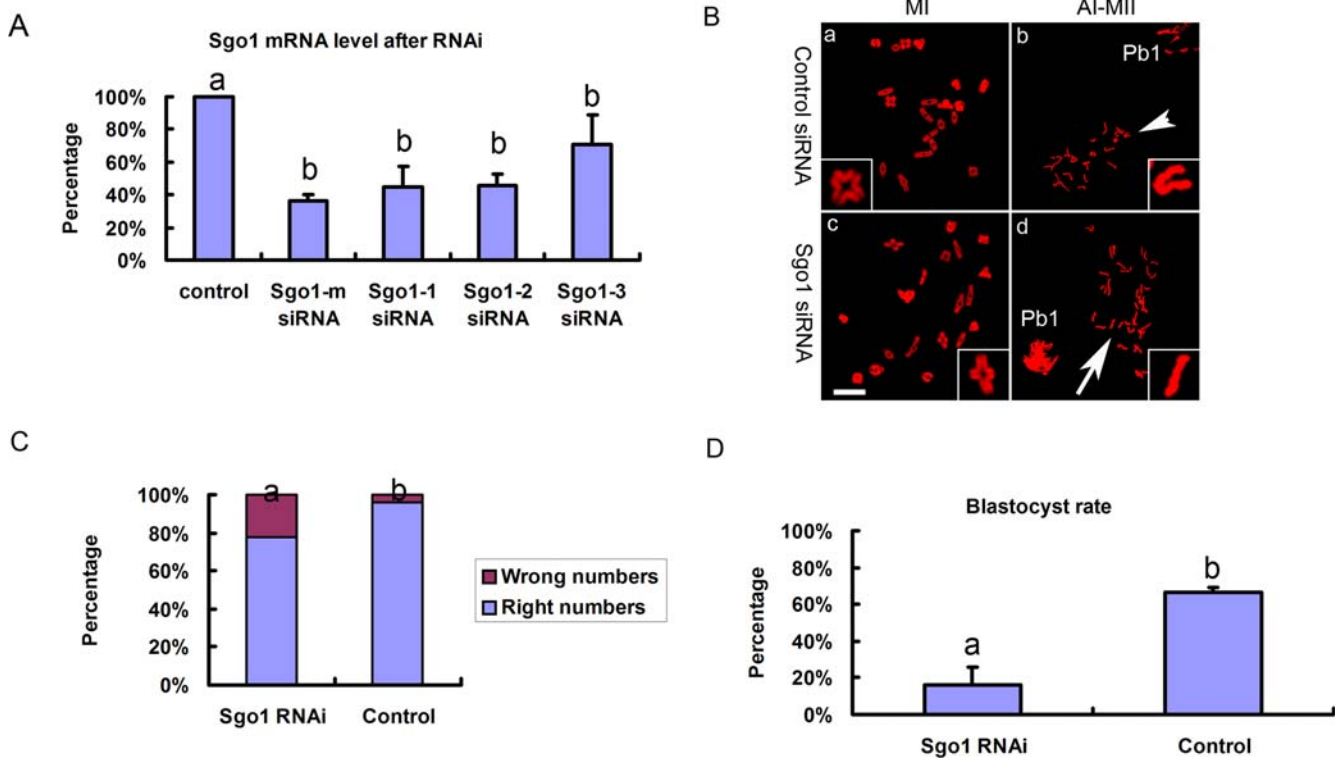 A
Sgo1 mRNA level after RNAi
Percentage
100%
80%
60%
40%
20%
0%
a
b
b
b
b
control
Sgo1-m siRNA
Sgo1-1 siRNA
Sgo1-2 siRNA
Sgo1-3 siRNA
B
MI
AI-MII
Control siRNA
Sgo1 siRNA
a
b
Pb1
c
d
Pb1
C
Percentage
100%
80%
60%
40%
20%
0%
a
b
Sgo1 RNAi
Control
Wrong numbers
Right numbers
D
Blastocyst rate
Percentage
100%
80%
60%
40%
20%
0%
a
b
Sgo1 RNAi
Control